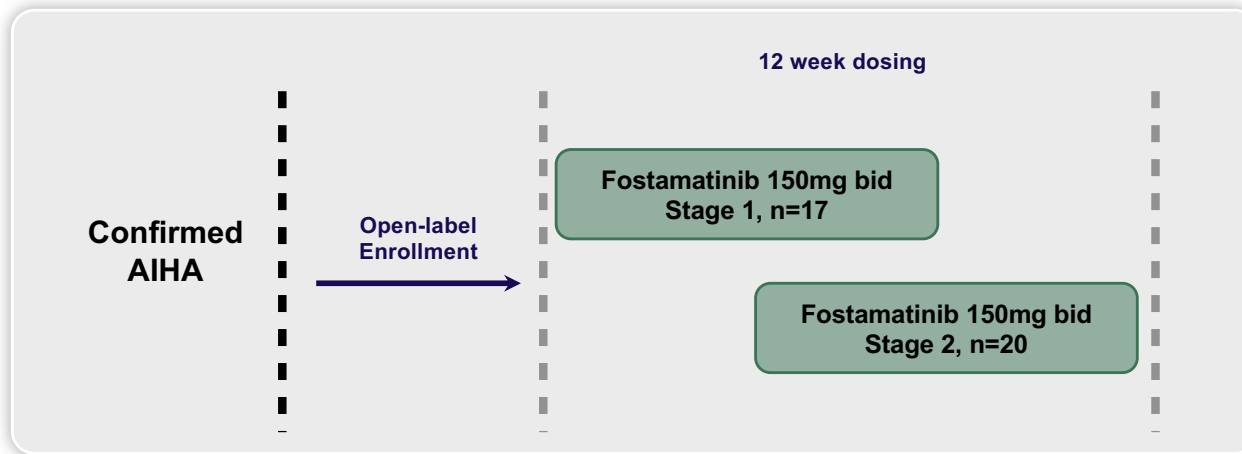 12 week dosing
Fostamatinib 150mg bid
Stage 1, n=17
Confirmed
AIHA
Open-label
Enrollment
Fostamatinib 150mg bid
Stage 2, n=20